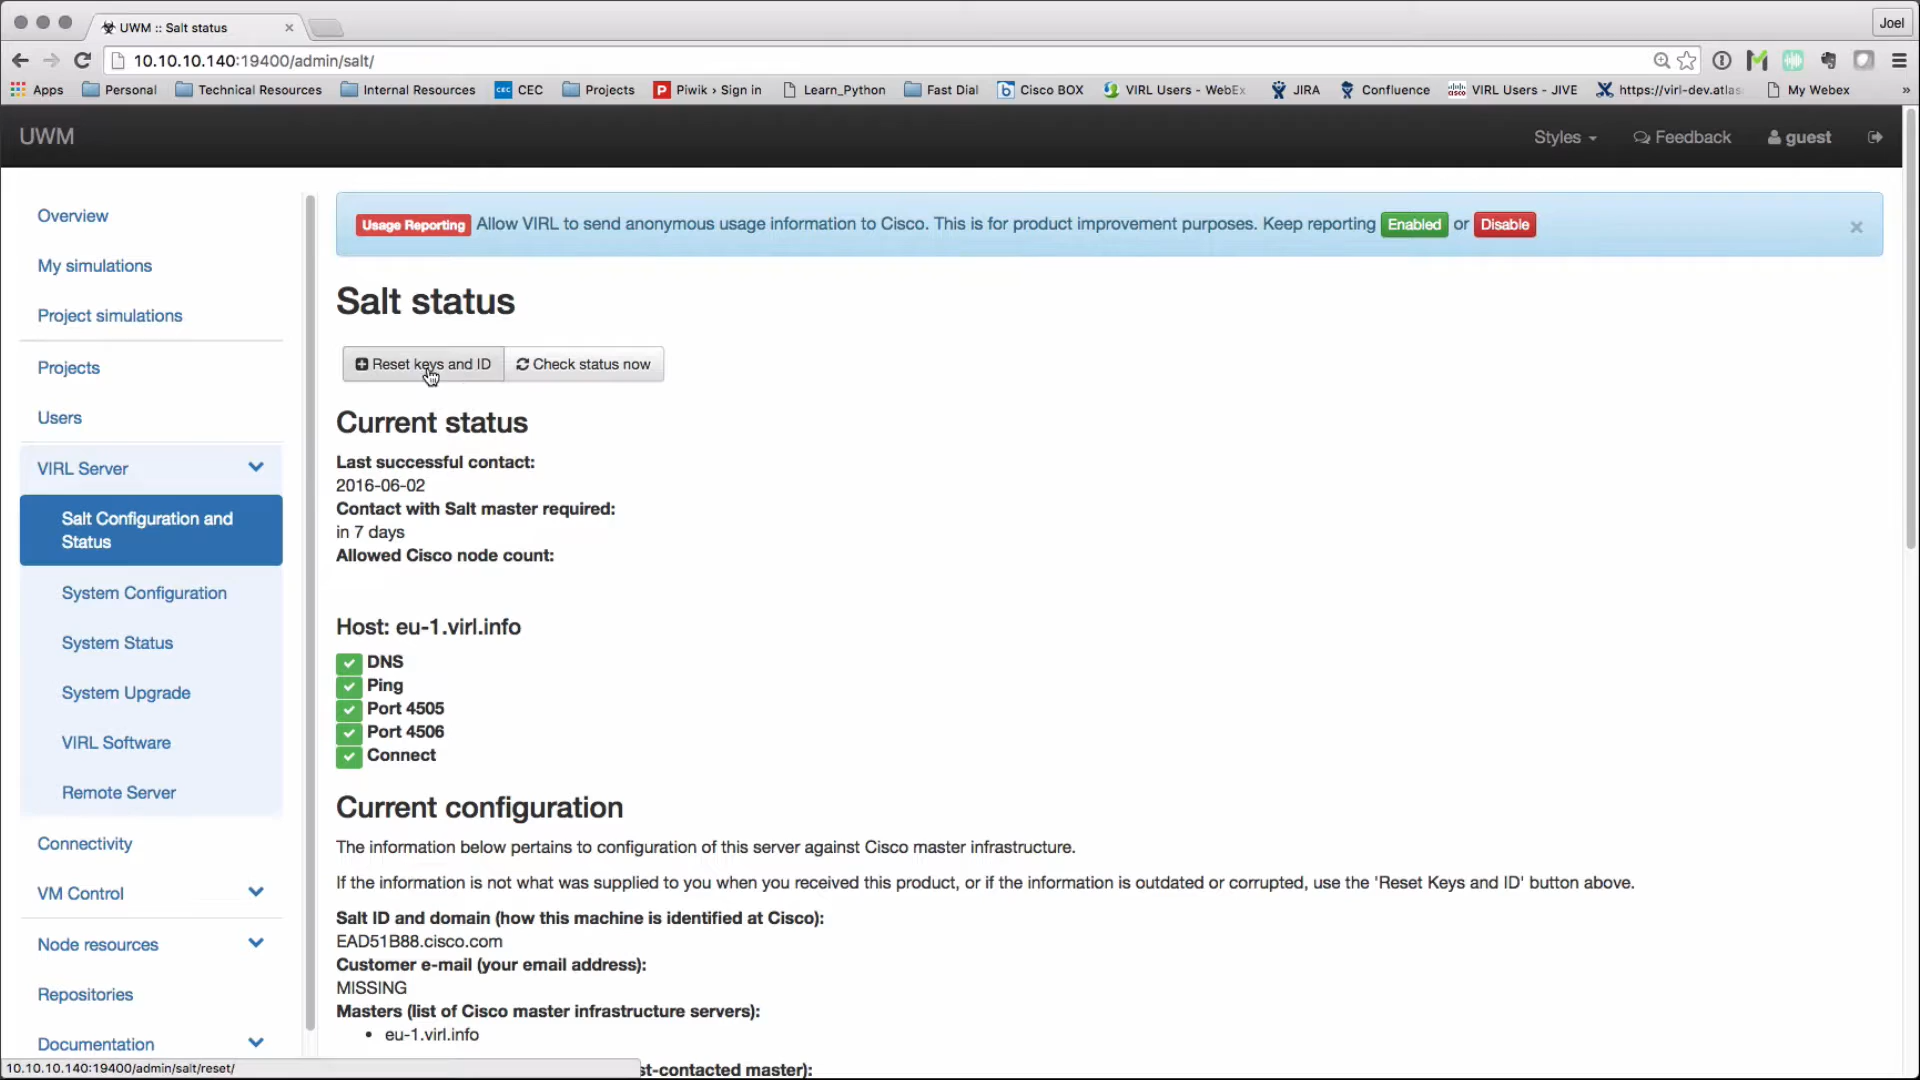 UWM :: Salt status
Joel
10.10.10.140:19400/admin/salt/
Apps
Personal
Technical Resources
Internal Resources
CEC CEC
Projects
Piwik › Sign in
Learn_Python
Fast Dial
Cisco BOX
VIRL Users - WebEx
JIRA
Confluence
VIRL Users - JIVE
https://virl-dev.atlas
My Webex
»
UWM
Styles
Feedback
guest
Overview
My simulations
Project simulations
Projects
Users
VIRL Server
Salt Configuration and
Status
System Configuration
System Status
System Upgrade
VIRL Software
Remote Server
Connectivity
VM Control
Node resources
Repositories
Documentation
Usage Reporting Allow VIRL to send anonymous usage information to Cisco. This is for product improvement purposes. Keep reporting Enabled or Disable
×
Salt status
Reset keys and ID
Check status now
Current status
Last successful contact:
2016-06-02
Contact with Salt master required:
in 7 days
Allowed Cisco node count:
Host: eu-1.virl.info
DNS
Ping
Port 4505
Port 4506
Connect
Current configuration
The information below pertains to configuration of this server against Cisco master infrastructure.
If the information is not what was supplied to you when you received this product, or if the information is outdated or corrupted, use the 'Reset Keys and ID' button above.
Salt ID and domain (how this machine is identified at Cisco):
EAD51B88.cisco.com
Customer e-mail (your email address):
MISSING
Masters (list of Cisco master infrastructure servers):
• eu-1.virl.info
st-contacted master):
10.10.10.140:19400/admin/salt/reset/